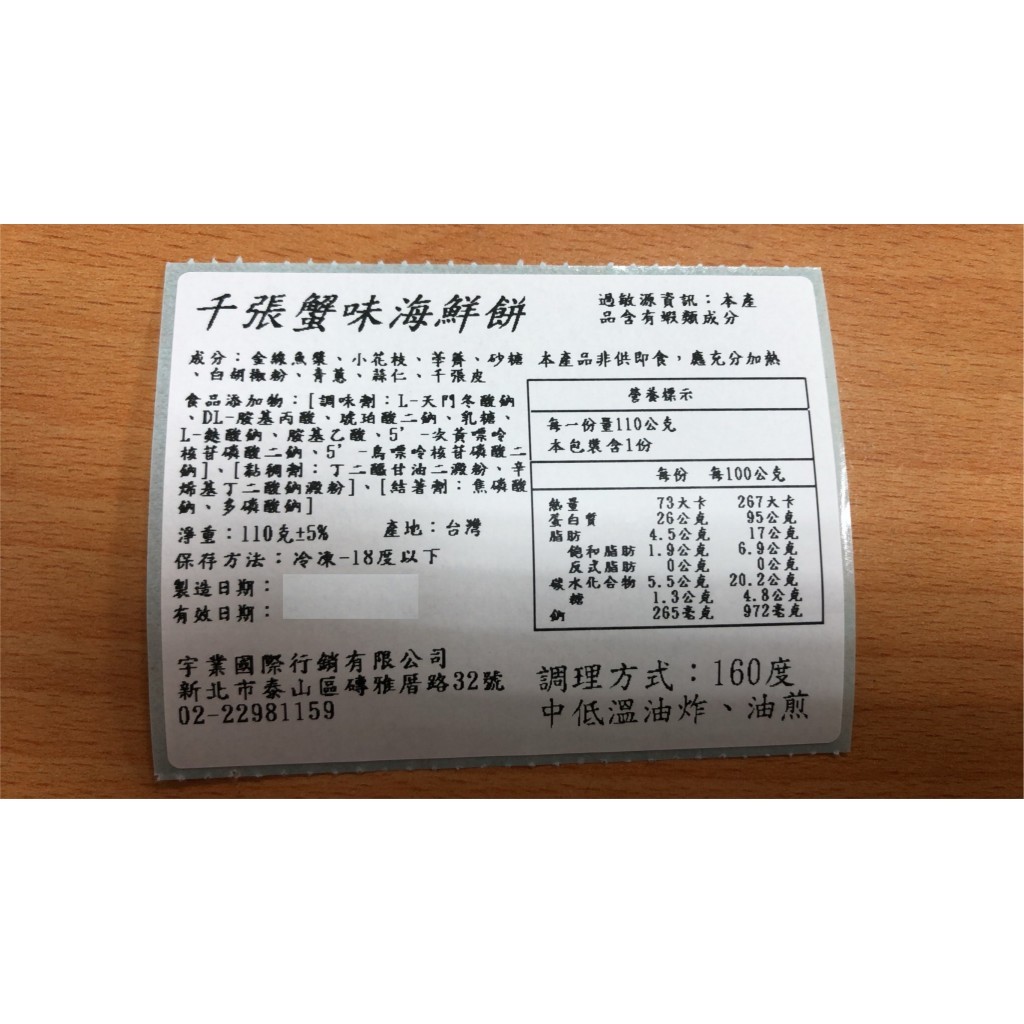 千張蟹味海鮮餅
過敏源資訊：本產
品含有蝦類成分
成分：金線魚漿、小花枝、荸薺、砂糖
、白胡椒粉、青蔥、蒜仁、千張皮
本產品非供即食，應充分加熱
食品添加物：[調味劑：L-天門冬酸鈉
、DL-胺基丙酸、琥珀酸二鈉、乳糖、
L-麩酸鈉、胺基乙酸、5'-次黃嘌呤
核苷磷酸二鈉、5'-鳥嘌呤核苷磷酸二
鈉]、[黏稠劑：丁二醯甘油二澱粉、辛
烯基丁二酸鈉澱粉]、[結著劑：焦磷酸
鈉、多磷酸鈉]
淨重：110克±5% 產地：台灣
保存方法：冷凍-18度以下
製造日期：
有效日期：
營養標示
每一份量110公克
本包裝含1份
每份 每100公克
熱量 73大卡 267大卡
蛋白質 26公克 95公克
脂肪 4.5公克 17公克
飽和脂肪 1.9公克 6.9公克
反式脂肪 0公克 0公克
碳水化合物 5.5公克 20.2公克
糖 1.3公克 4.8公克
鈉 265毫克 972毫克
宇業國際行銷有限公司
新北市泰山區磚雅厝路32號
02-22981159
調理方式：160度
中低溫油炸、油煎